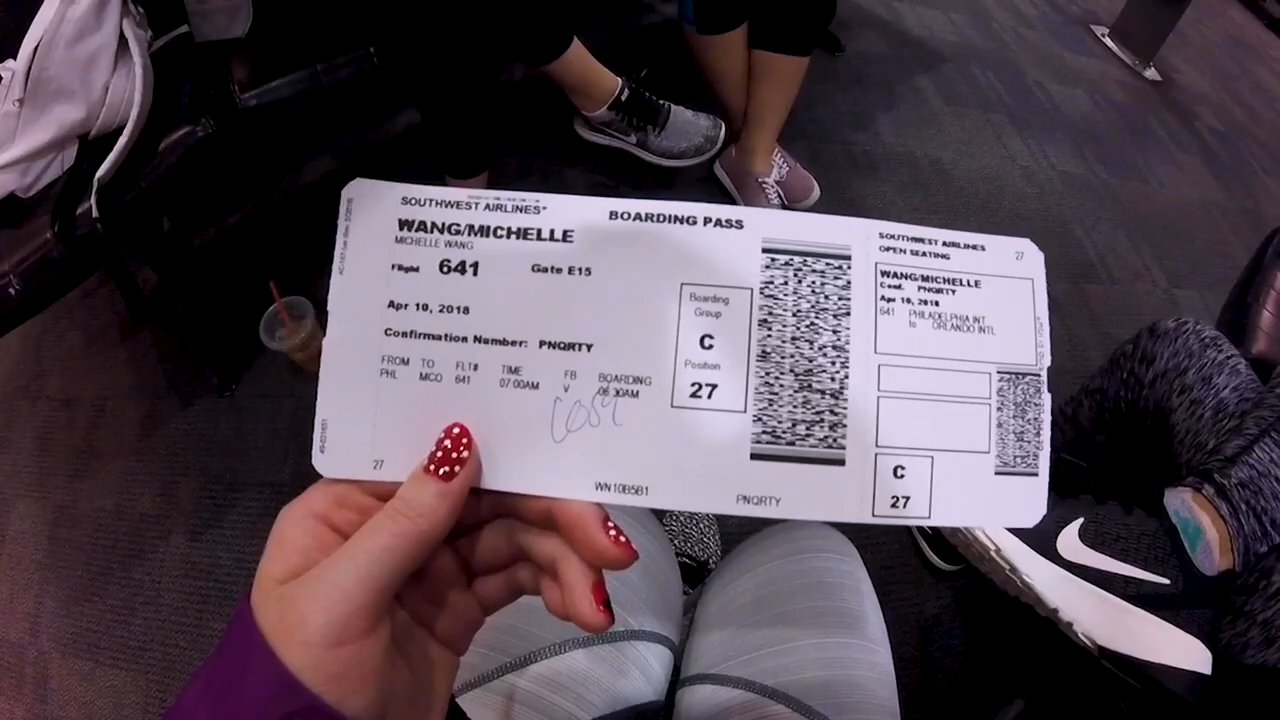 SOUTHWEST AIRLINES
BOARDING PASS
WANG/MICHELLE
MICHELLE WANG
Flight 641 Gate E15
Apr 10, 2018
Confirmation Number: PNQRTY
FROM TO FLT# TIME FB BOARDING
PHL MCO 641 07:00AM V 06:30AM
27
WN10B5B1
PNQRTY
Boarding
Group
C
Position
27
SOUTHWEST AIRLINES 27
OPEN SEATING
WANG/MICHELLE
Conf. PNQRTY
Apr 10, 2018
641 PHILADELPHIA INT
to ORLANDO INTL
C
27